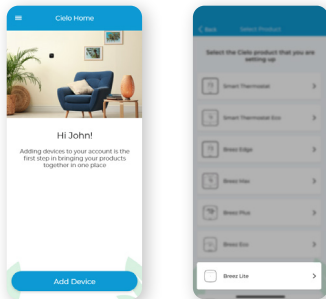 Cielo Home
Hi John!
Adding devices to your account is the
first step in bringing your products
together in one place
Add Device
Back
Select Product
Select the Cielo product that you are
setting up
Smart Thermostat
Smart Thermostat Eco
Breez Edge
Breez Max
Breez Plus
Breez Eco
Breez Lite